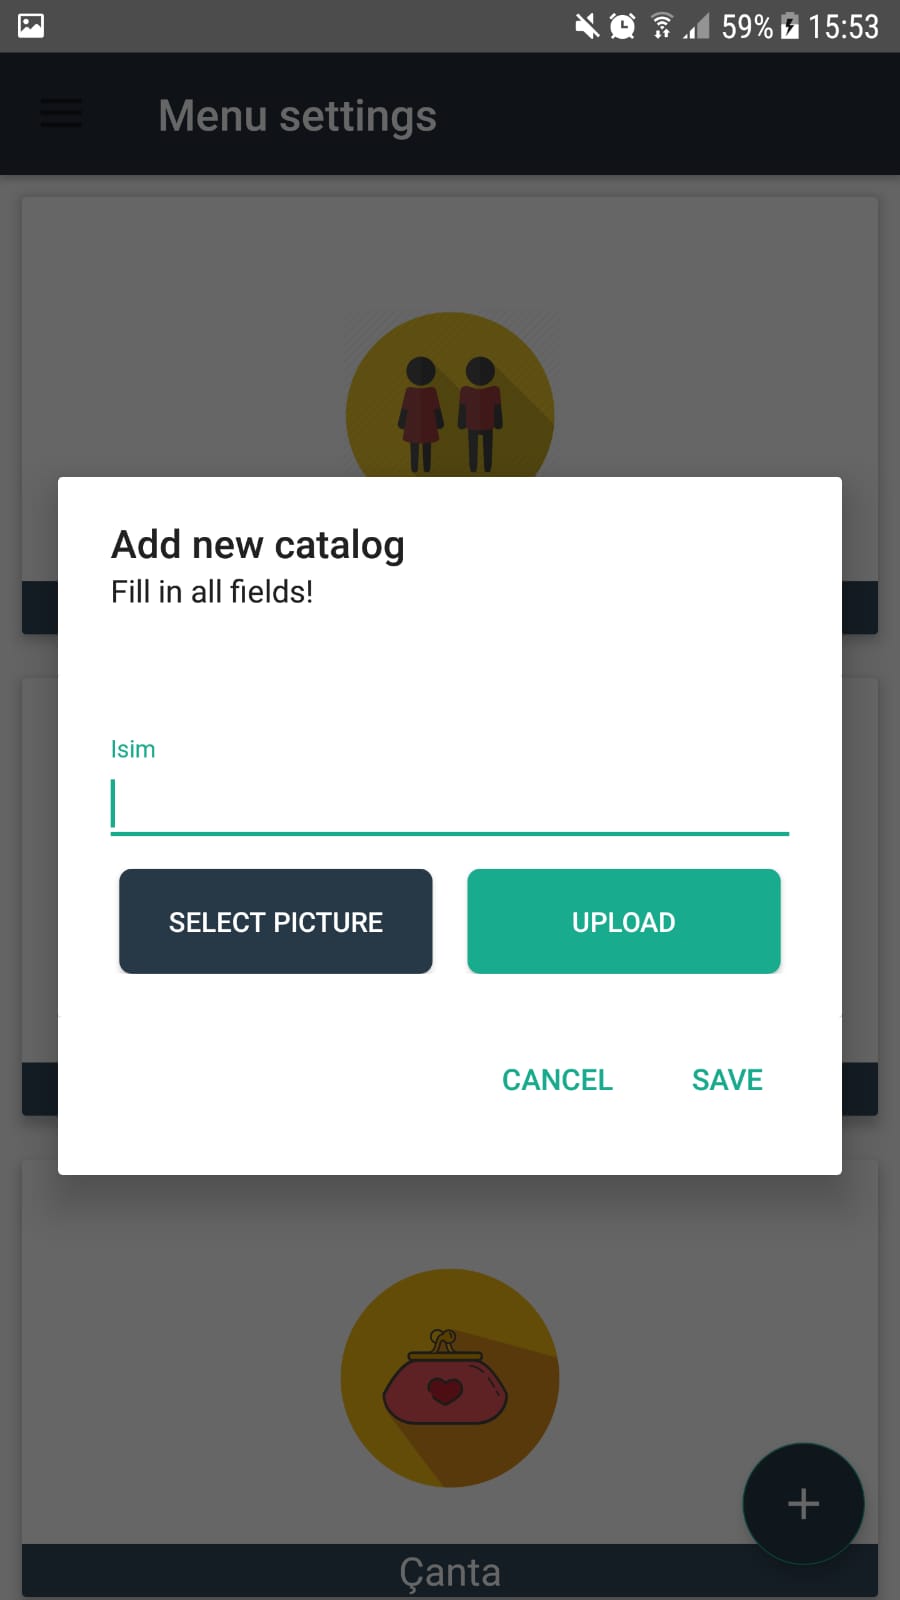 59% 15:53
Menu settings
Add new catalog
Fill in all fields!
Isim
SELECT PICTURE
UPLOAD
CANCEL
SAVE
Çanta